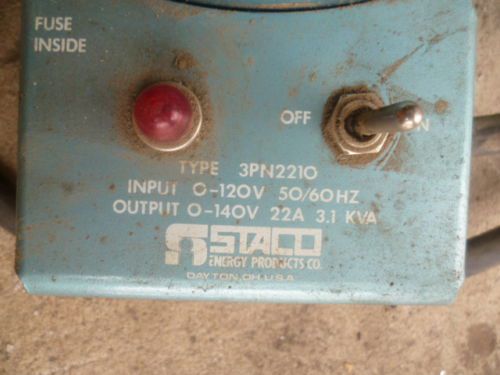 FUSE
INSIDE
OFF ON
TYPE 3PN2210
INPUT 0-120V 50/60HZ
OUTPUT 0-140V 22A 3.1 KVA
STACO
ENERGY PRODUCTS CO.
DAYTON, OH. U.S.A